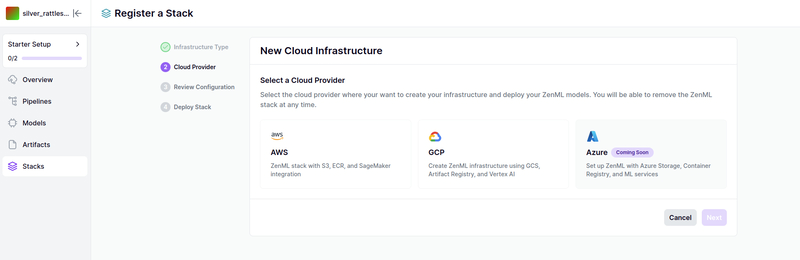 silver_rattles...
Register a Stack
Starter Setup
0/2
Overview
Pipelines
Models
Artifacts
Stacks
Infrastructure Type
2 Cloud Provider
3 Review Configuration
4 Deploy Stack
New Cloud Infrastructure
Select a Cloud Provider
Select the cloud provider where your want to create your infrastructure and deploy your ZenML models. You will be able to remove the ZenML
stack at any time.
aws
AWS
ZenML stack with S3, ECR, and SageMaker
integration
GCP
Create ZenML infrastructure using GCS,
Artifact Registry, and Vertex AI
Azure Coming Soon
Set up ZenML with Azure Storage, Container
Registry, and ML services
Cancel
Next